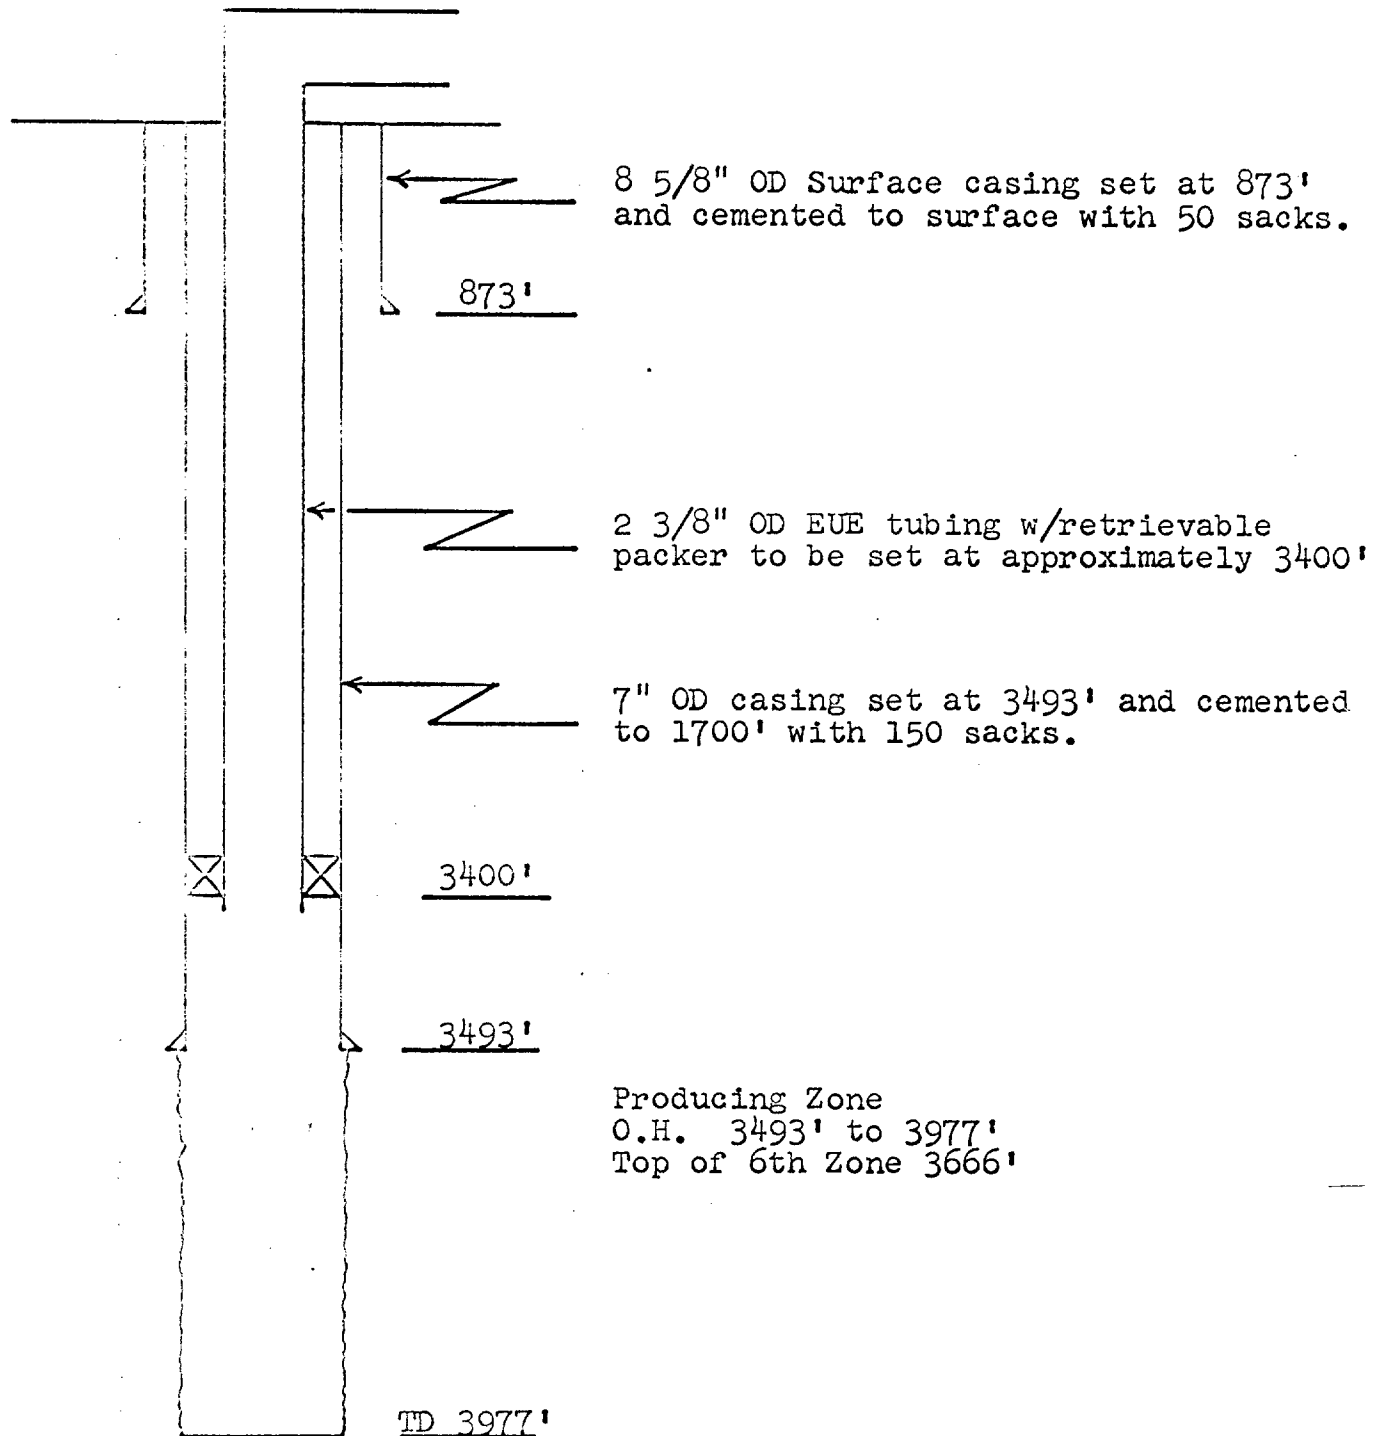 8 5/8" OD Surface casing set at 873'
and cemented to surface with 50 sacks.
873'
2 3/8" OD EUE tubing w/retrievable
packer to be set at approximately 3400'
7" OD casing set at 3493' and cemented
to 1700' with 150 sacks.
3400'
3493'
Producing Zone
O.H. 3493' to 3977'
Top of 6th Zone 3666'
TD 3977'